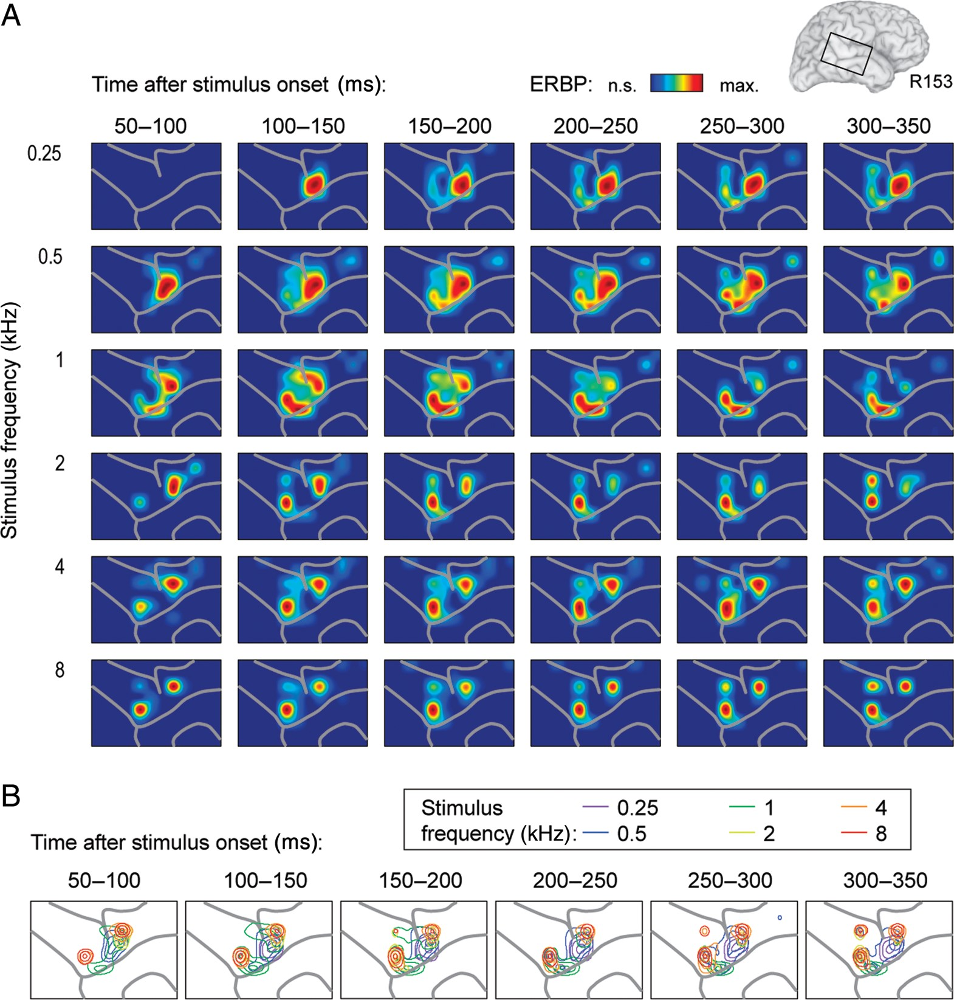 A
R153
Time after stimulus onset (ms):
ERBP: n.s. max.
50–100 100–150 150–200 200–250 250–300 300–350
Stimulus frequency (kHz)
0.25
0.5
1
2
4
8
B
Stimulus
frequency (kHz):
0.25 1 4
0.5 2 8
Time after stimulus onset (ms):
50–100 100–150 150–200 200–250 250–300 300–350